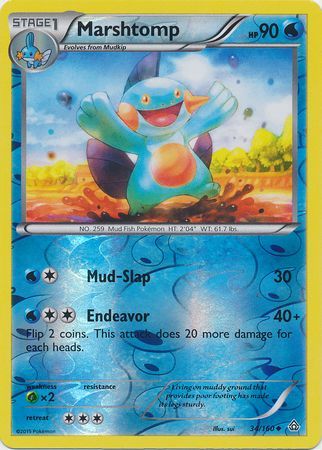 STAGE1 Marshtomp HP 90
Evolves from Mudkip
NO. 259 Mud Fish Pokémon HT: 2'04" WT: 61.7 lbs.
Mud-Slap 30
Endeavor 40+
Flip 2 coins. This attack does 20 more damage for
each heads.
weakness resistance
×2
retreat
Living on muddy ground that
provides poor footing has made
its legs sturdy.
Illus. sui 34/160
©2015 Pokémon